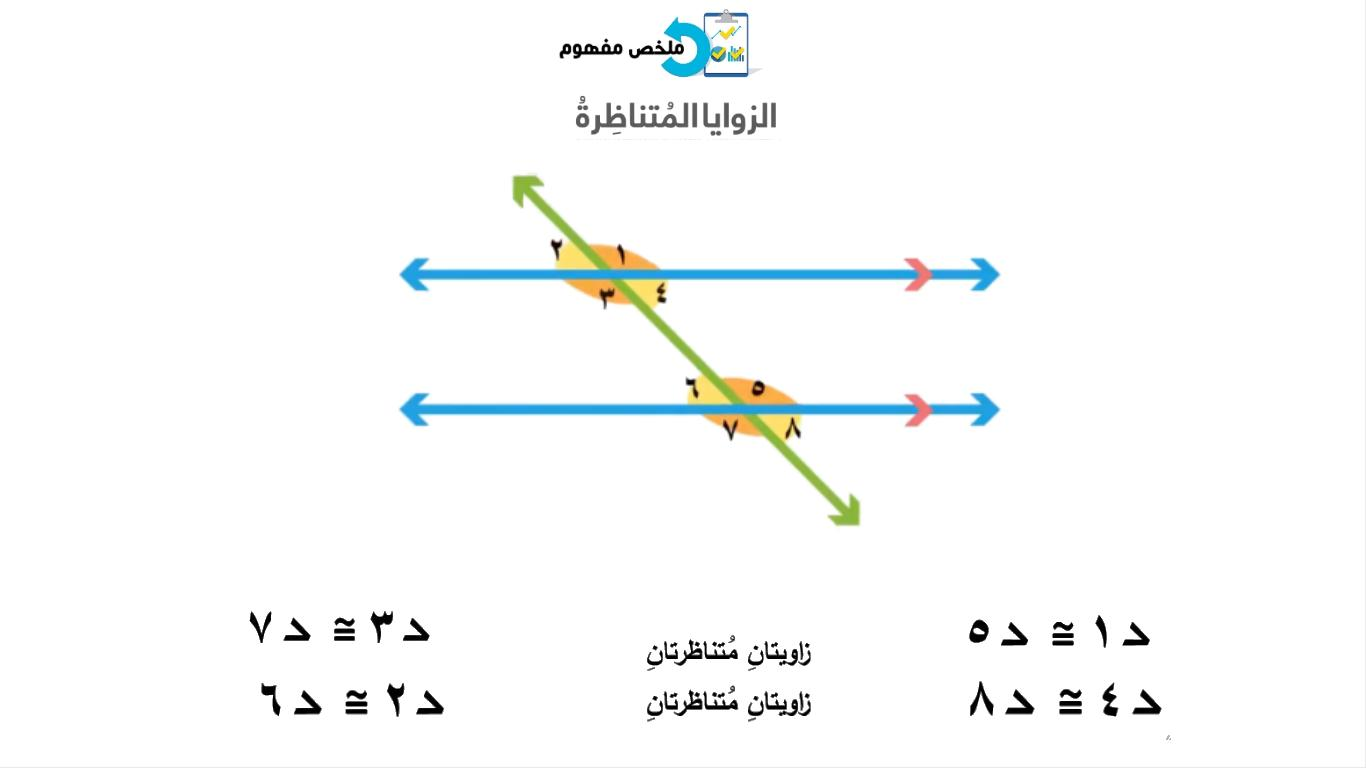 ملخص مفهوم
الزوايا المُتناظِرةُ
٢
١
٣
٤
٦
٥
٧
٨
د ١ ≅ د ٥
زاويتانِ مُتناظرتانِ
د ٣ ≅ د ٧
د ٤ ≅ د ٨
زاويتانِ مُتناظرتانِ
د ٢ ≅ د ٦